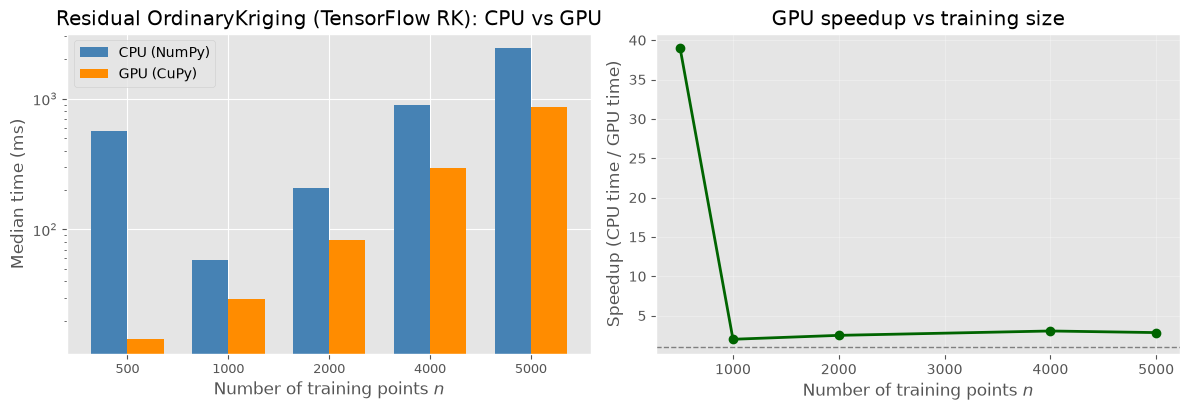 Residual OrdinaryKriging (TensorFlow RK): CPU vs GPU
CPU (NumPy)
GPU (CuPy)
Median time (ms)
10³
10²
500 1000 2000 4000 5000
Number of training points n
GPU speedup vs training size
Speedup (CPU time / GPU time)
40
35
30
25
20
15
10
5
1000 2000 3000 4000 5000
Number of training points n